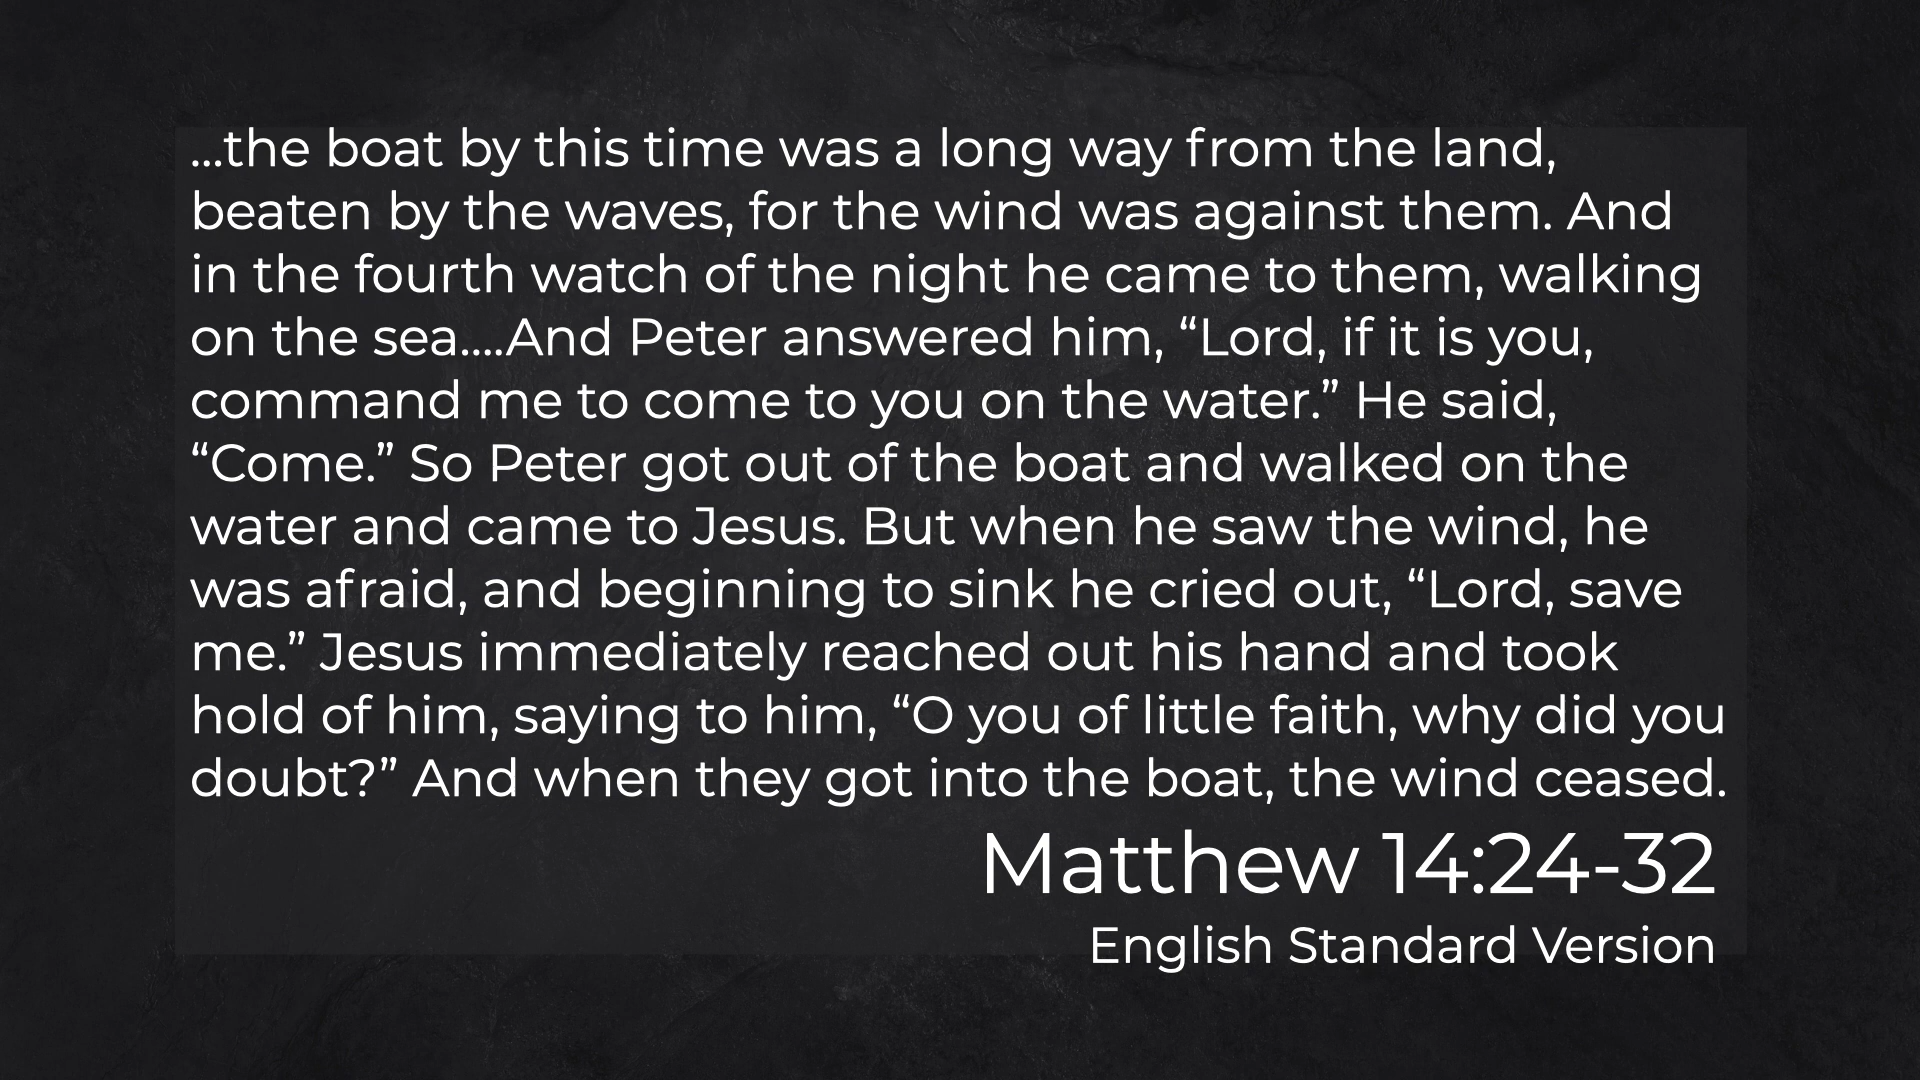 ...the boat by this time was a long way from the land,
beaten by the waves, for the wind was against them. And
in the fourth watch of the night he came to them, walking
on the sea....And Peter answered him, “Lord, if it is you,
command me to come to you on the water.” He said,
“Come.” So Peter got out of the boat and walked on the
water and came to Jesus. But when he saw the wind, he
was afraid, and beginning to sink he cried out, “Lord, save
me.” Jesus immediately reached out his hand and took
hold of him, saying to him, “O you of little faith, why did you
doubt?” And when they got into the boat, the wind ceased.
Matthew 14:24-32
English Standard Version